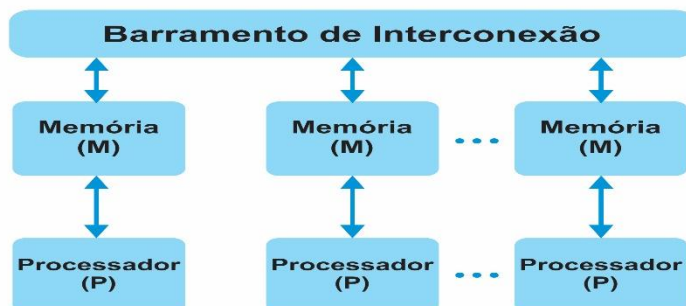 Barramento de Interconexão
Memória
(M)
Memória
(M)
...
Memória
(M)
Processador
(P)
Processador
(P)
...
Processador
(P)